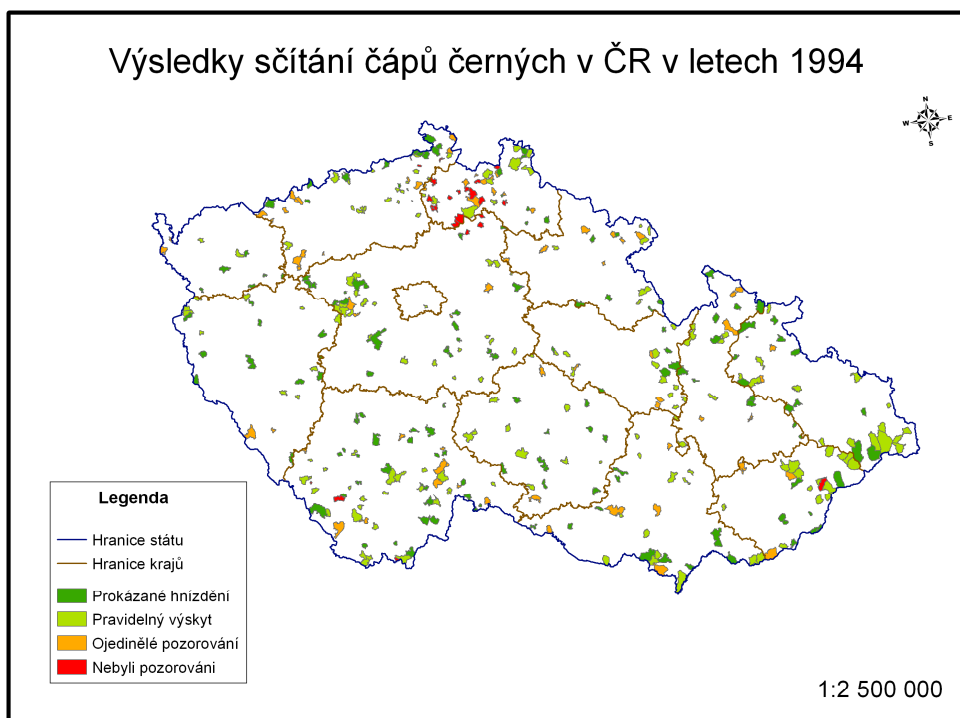 Výsledky sčítání čápů černých v ČR v letech 1994
N
W E
S
Legenda
Hranice státu
Hranice krajů
Prokázané hnízdění
Pravidelný výskyt
Ojedinělé pozorování
Nebyli pozorováni
1:2 500 000